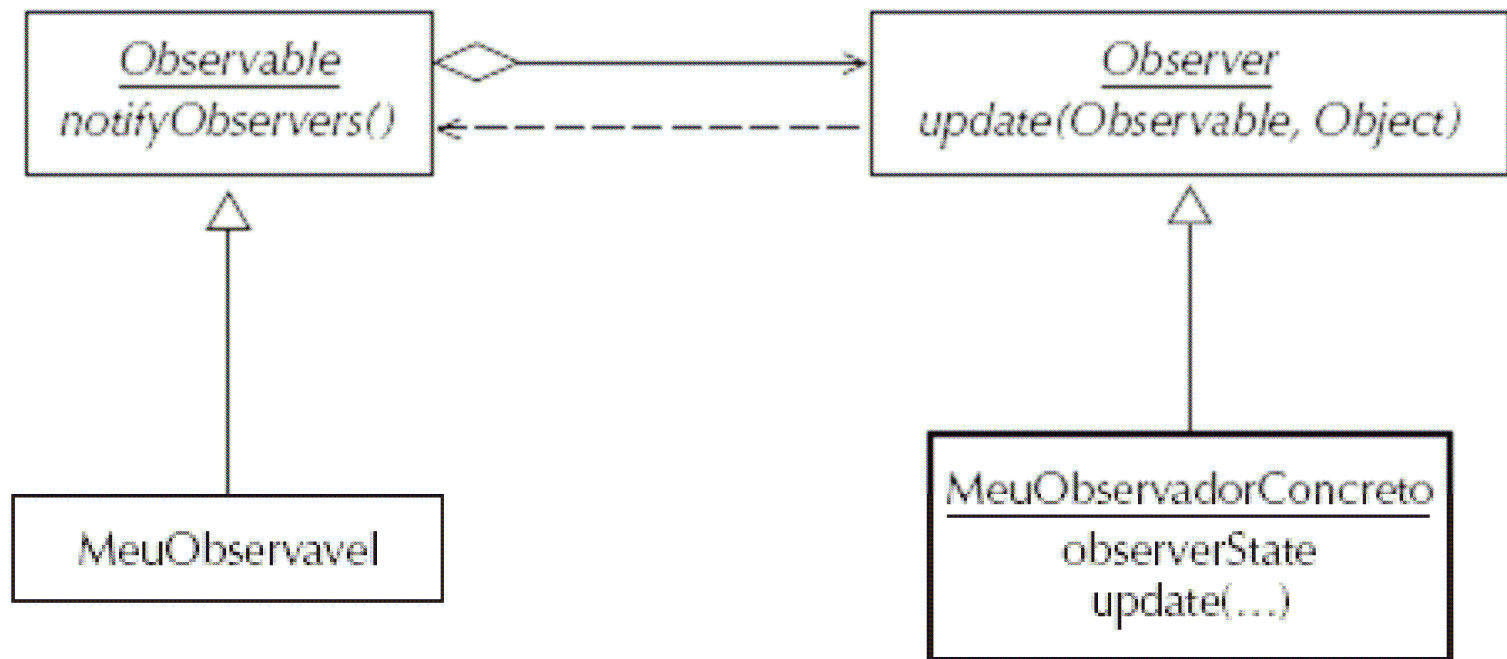 Observable
notifyObservers()
Observer
update(Observable, Object)
MeuObservavel
MeuObservadorConcreto
observerState
update(...)